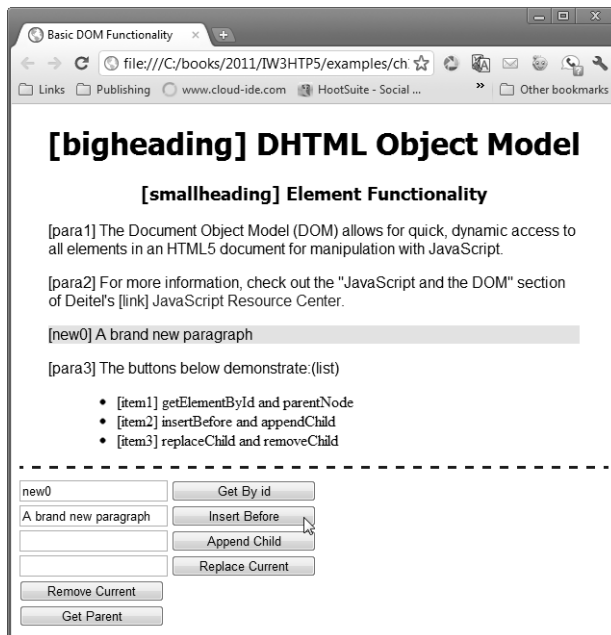 Basic DOM Functionality
file:///C:/books/2011/IW3HTP5/examples/ch
Links Publishing www.cloud-ide.com HootSuite - Social ... » Other bookmarks
[bigheading] DHTML Object Model
[smallheading] Element Functionality
[para1] The Document Object Model (DOM) allows for quick, dynamic access to
all elements in an HTML5 document for manipulation with JavaScript.
[para2] For more information, check out the "JavaScript and the DOM" section
of Deitel's [link] JavaScript Resource Center.
[new0] A brand new paragraph
[para3] The buttons below demonstrate:(list)
• [item1] getElementById and parentNode
• [item2] insertBefore and appendChild
• [item3] replaceChild and removeChild
new0 Get By id
A brand new paragraph Insert Before
Append Child
Replace Current
Remove Current
Get Parent